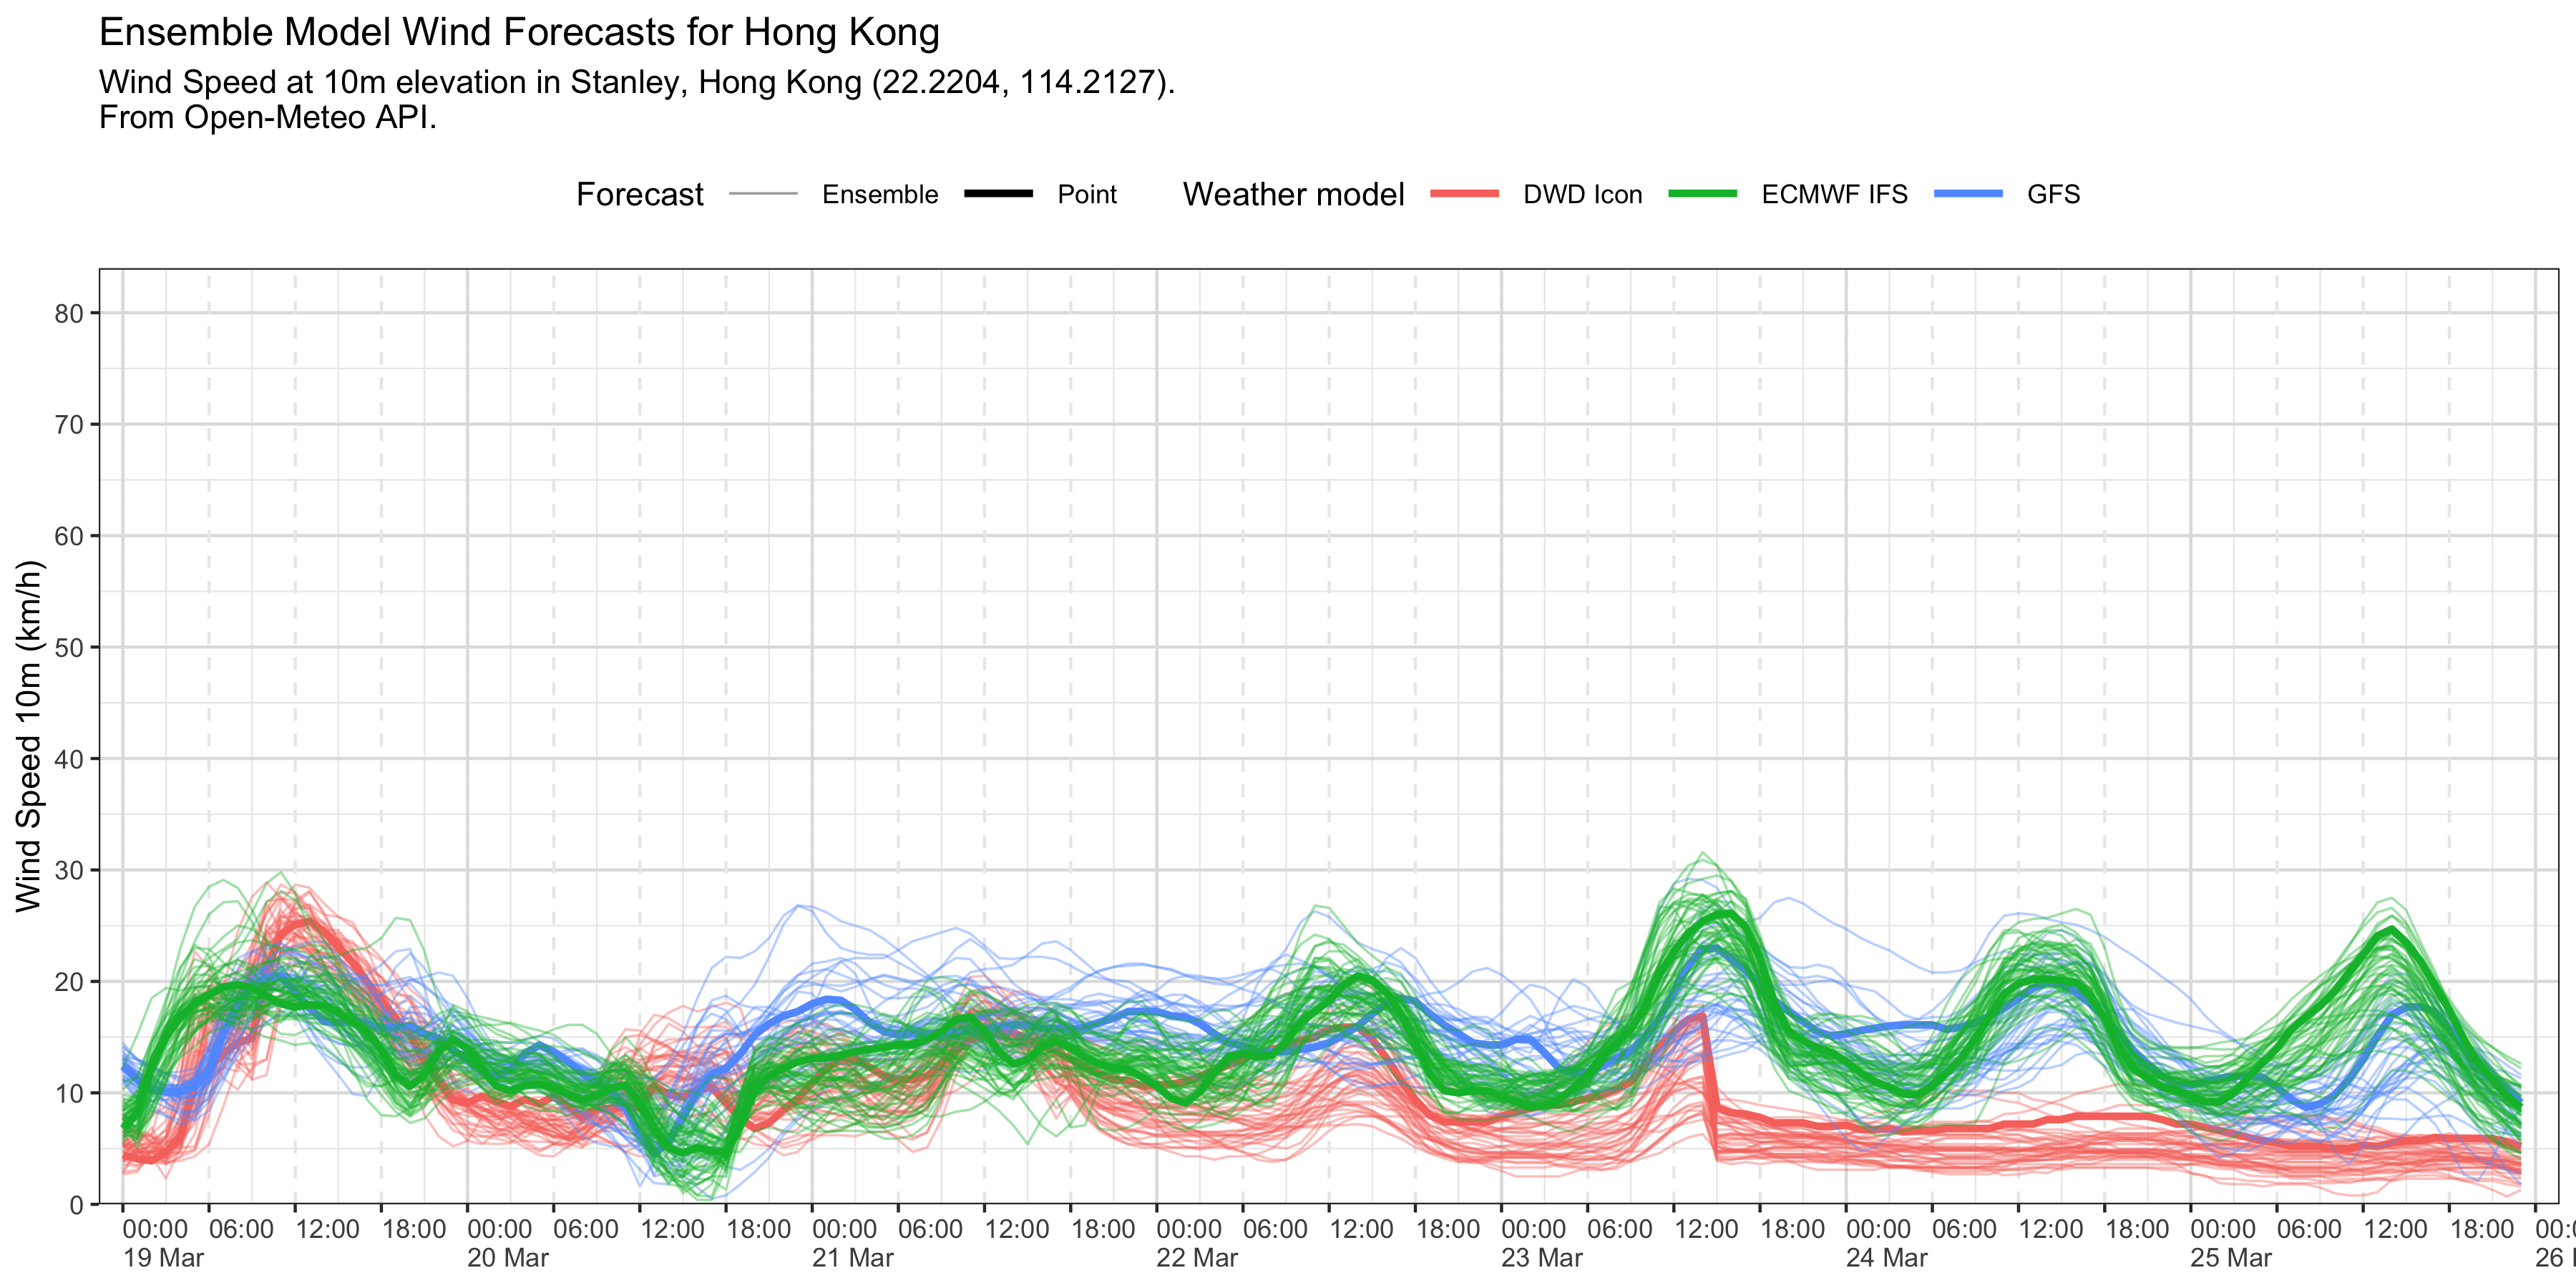 Ensemble Model Wind Forecasts for Hong Kong
Wind Speed at 10m elevation in Stanley, Hong Kong (22.2204, 114.2127).
From Open-Meteo API.
Forecast Ensemble Point Weather model DWD Icon ECMWF IFS GFS
Wind Speed 10m (km/h)
80
70
60
50
40
30
20
10
0
00:00 06:00 12:00 18:00 00:00 06:00 12:00 18:00 00:00 06:00 12:00 18:00 00:00 06:00 12:00 18:00 00:00 06:00 12:00 18:00 00:00 06:00 12:00 18:00 00:00 06:00 12:00 18:00
19 Mar 20 Mar 21 Mar 22 Mar 23 Mar 24 Mar 25 Mar 26